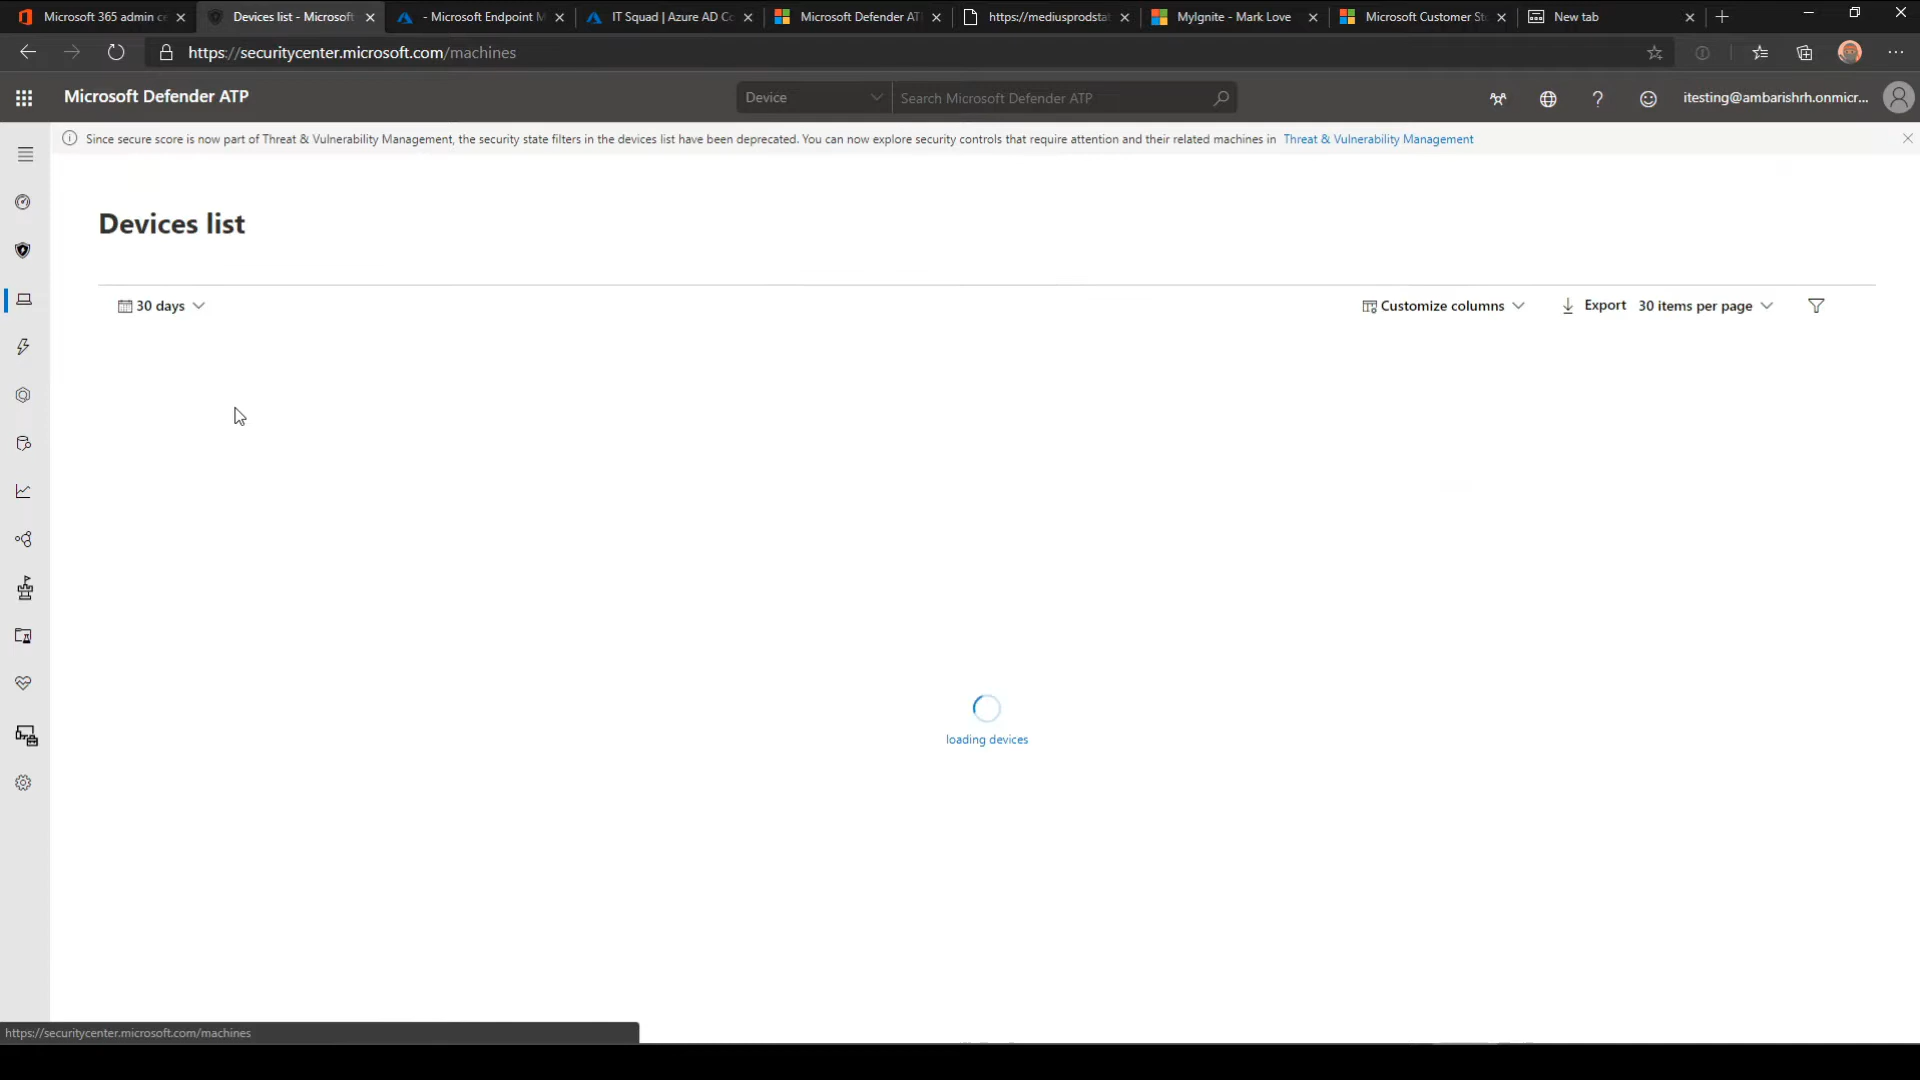 Microsoft 365 admin ce
Devices list - Microsoft
- Microsoft Endpoint M
IT Squad | Azure AD Co
Microsoft Defender AT
https://mediusprodstat
MyIgnite - Mark Love
Microsoft Customer St
New tab
https://securitycenter.microsoft.com/machines
Microsoft Defender ATP
Device
Search Microsoft Defender ATP
itesting@ambarishrh.onmicr...
Since secure score is now part of Threat & Vulnerability Management, the security state filters in the devices list have been deprecated. You can now explore security controls that require attention and their related machines in Threat & Vulnerability Management
Devices list
30 days
Customize columns
Export
30 items per page
loading devices
https://securitycenter.microsoft.com/machines